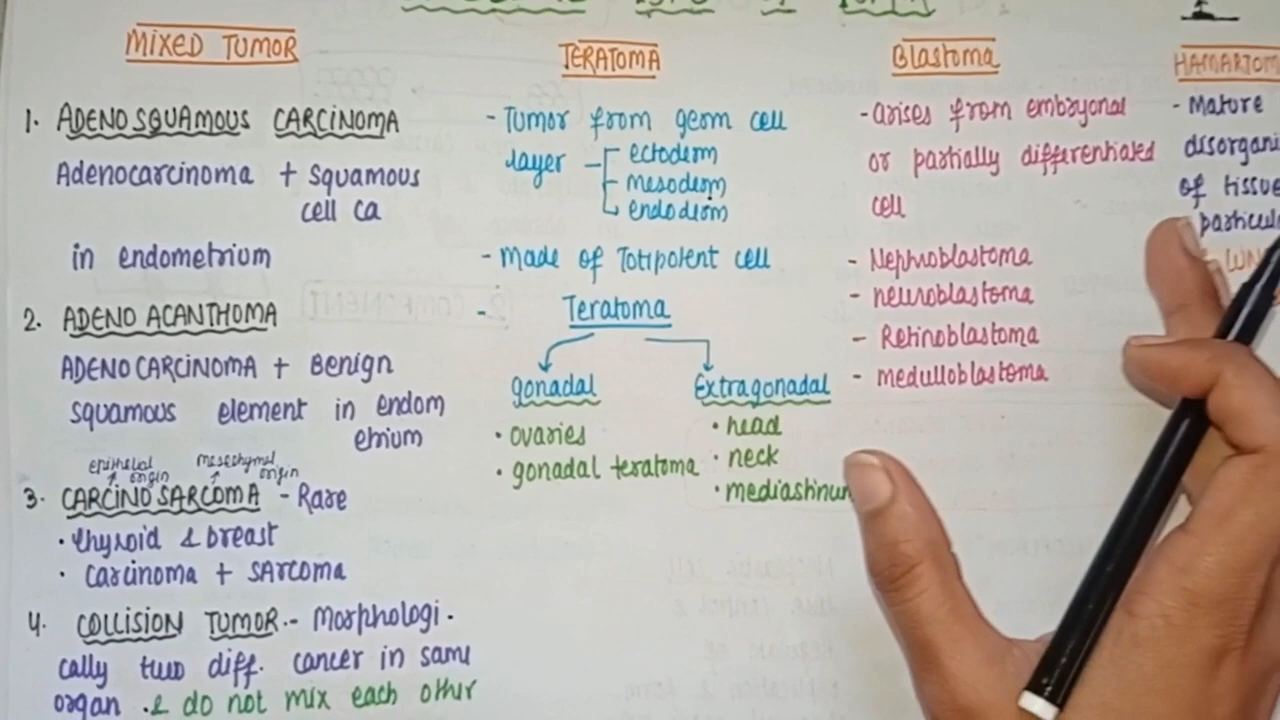 MIXED TUMOR
1. ADENOSQUAMOUS CARCINOMA
Adenocarcinoma + squamous
cell ca
in endometrium
2. ADENO ACANTHOMA
ADENOCARCINOMA + Benign
squamous element in endom
etrium
epithelial origin mesechymal origin
3. CARCINOSARCOMA - Rare
· thyroid & breast
· carcinoma + SARCOMA
4. COLLISION TUMOR - Morphologi -
cally two diff. cancer in same
organ . & do not mix each other
TERATOMA
- Tumor from germ cell
layer - ectoderm
mesoderm
endoderm
- Made of Totipotent cell
- Teratoma
gonadal
· ovaries
· gonadal teratoma
Extragonadal
· head
· neck
· mediastinum
Blastoma
- arises from embryonal
or partially differentiated
cell
- Nephroblastoma
- neuroblastoma
- Retinoblastoma
- medulloblastoma
HAMARTOM
- Mature
disorgani
of tissue
particul